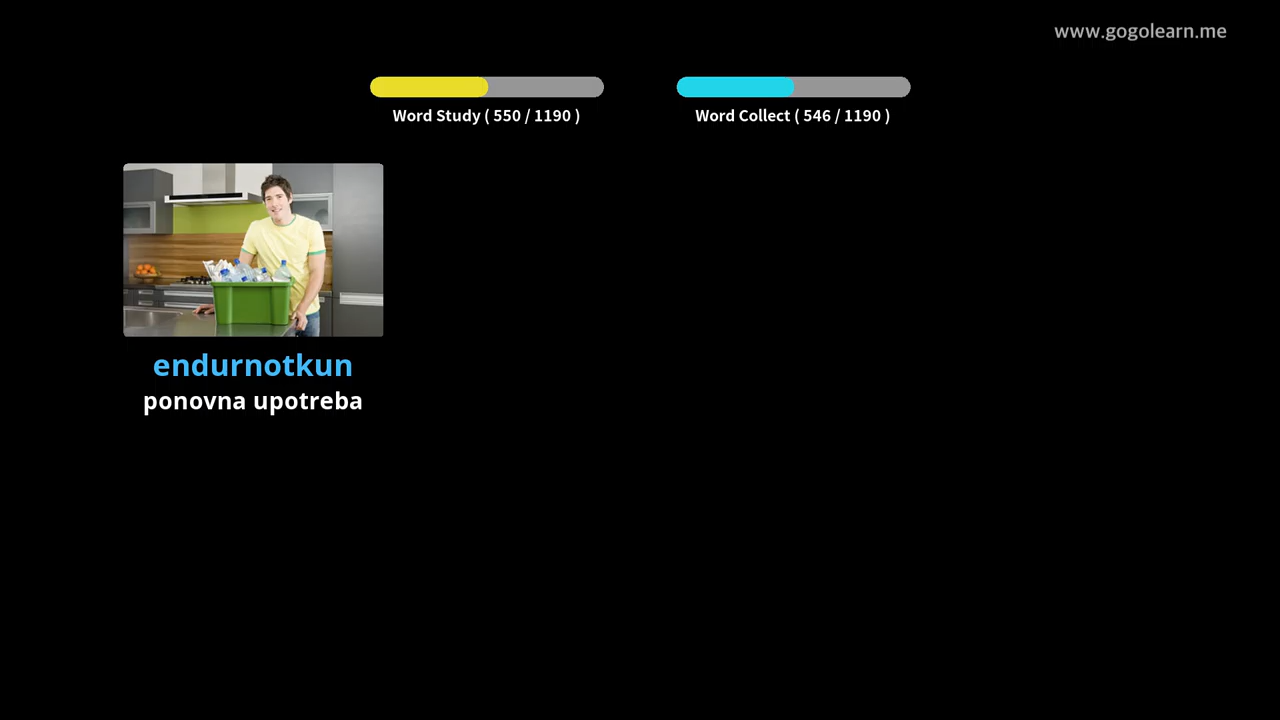 www.gogolearn.me
Word Study ( 550 / 1190 )
Word Collect ( 546 / 1190 )
endurnotkun
ponovna upotreba